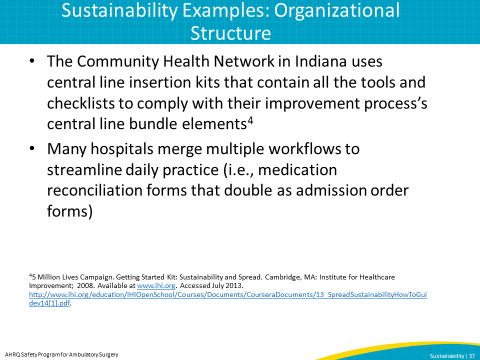 Sustainability Examples: Organizational
Structure
• The Community Health Network in Indiana uses
central line insertion kits that contain all the tools and
checklists to comply with their improvement process’s
central line bundle elements4
• Many hospitals merge multiple workflows to
streamline daily practice (i.e., medication
reconciliation forms that double as admission order
forms)
45 Million Lives Campaign. Getting Started Kit: Sustainability and Spread. Cambridge, MA: Institute for Healthcare
Improvement; 2008. Available at www.ihi.org. Accessed July 2013.
http://www.ihi.org/education/IHIOpenSchool/Courses/Documents/CourseraDocuments/13_SpreadSustainabilityHowToGui
dev14[1].pdf.
AHRQ Safety Program for Ambulatory Surgery
Sustainability | 37